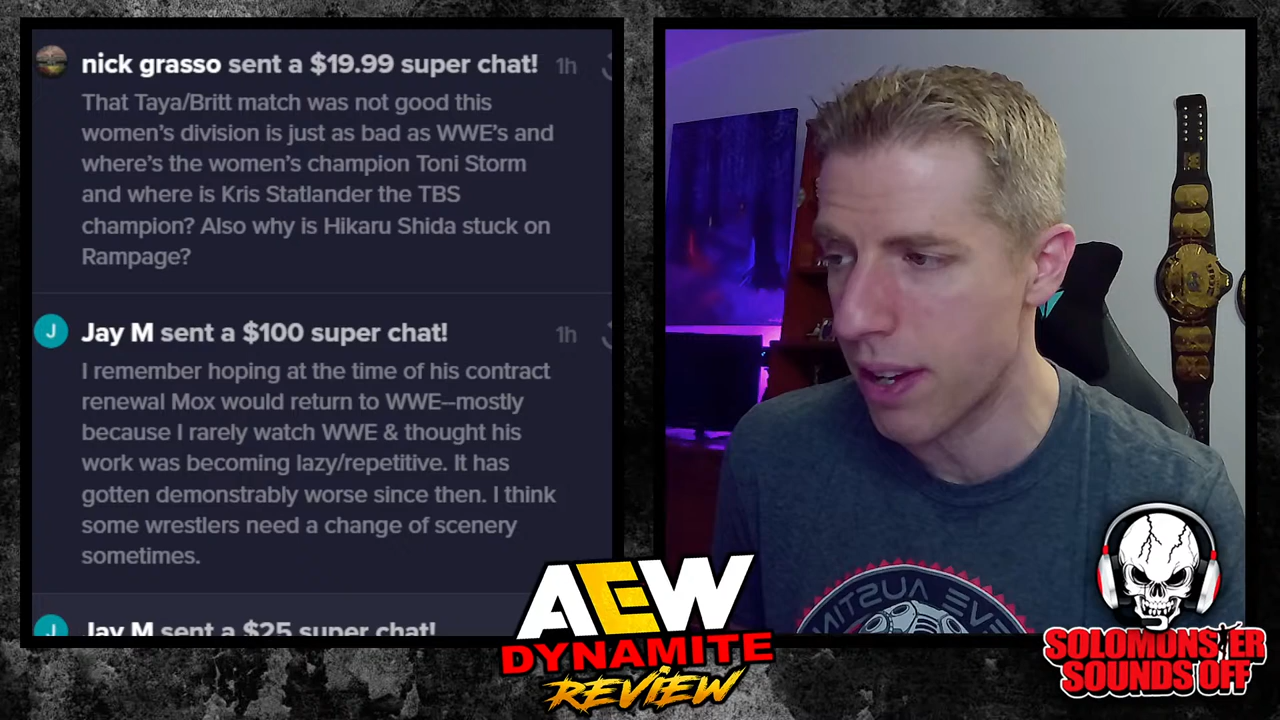 nick grasso sent a $19.99 super chat! 1h
That Taya/Britt match was not good this
women's division is just as bad as WWE's and
where's the women's champion Toni Storm
and where is Kris Statlander the TBS
champion? Also why is Hikaru Shida stuck on
Rampage?
J
Jay M sent a $100 super chat! 1h
I remember hoping at the time of his contract
renewal Mox would return to WWE--mostly
because I rarely watch WWE & thought his
work was becoming lazy/repetitive. It has
gotten demonstrably worse since then. I think
some wrestlers need a change of scenery
sometimes.
J
Jay M sent a $25 super chat!
AEW
DYNAMITE
REVIEW
SOLOMONSTER
SOUNDS OFF